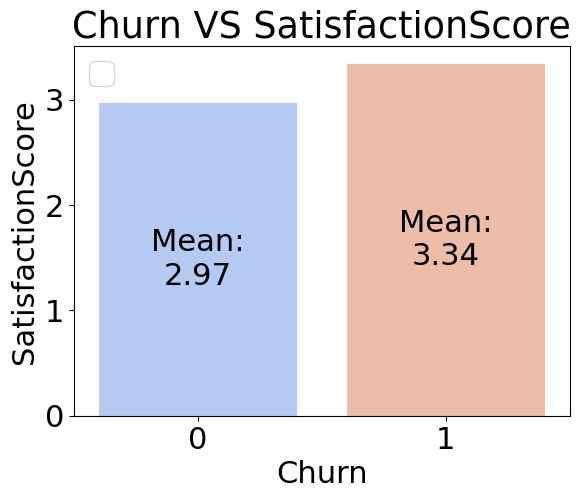 Churn VS SatisfactionScore
SatisfactionScore
3
2
1
0
Mean:
2.97
Mean:
3.34
0
1
Churn